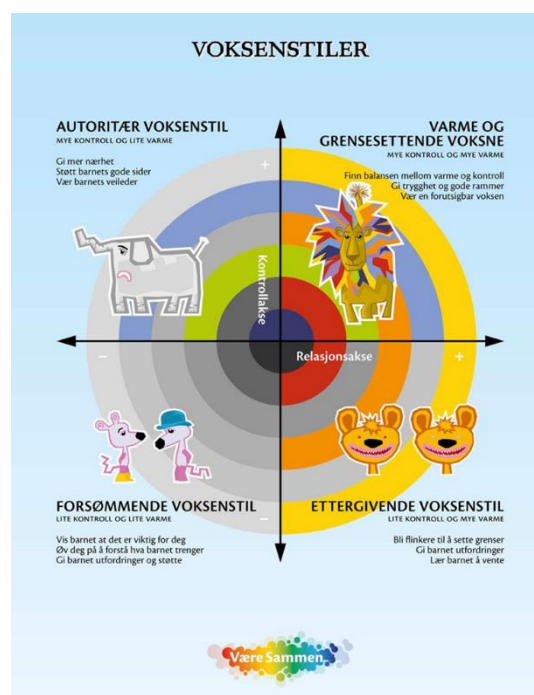 VOKSENSTILER
AUTORITÆR VOKSENSTIL
MYE KONTROLL OG LITE VARME
Gi mer nærhet
Støtt barnets gode sider
Vær barnets veileder
VARME OG
GRENSESETTENDE VOKSNE
MYE KONTROLL OG MYE VARME
Finn balansen mellom varme og kontroll
Gi trygghet og gode rammer
Vær en forutsigbar voksen
+
Kontrollakse
Relasjonsakse
–
+
–
FORSØMMENDE VOKSENSTIL
LITE KONTROLL OG LITE VARME
Vis barnet at det er viktig for deg
Øv deg på å forstå hva barnet trenger
Gi barnet utfordringer og støtte
ETTERGIVENDE VOKSENSTIL
LITE KONTROLL OG MYE VARME
Bli flinkere til å sette grenser
Gi barnet utfordringer
Lær barnet å vente
Være Sammen